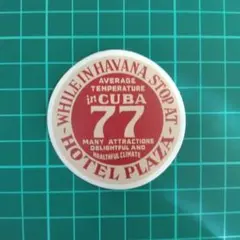 WHILE IN HAVANA STOP AT
AVERAGE
TEMPERATURE
in CUBA
77
MANY ATTRACTIONS
DELIGHTFUL AND
HEALTHFUL CLIMATE
HOTEL PLAZA